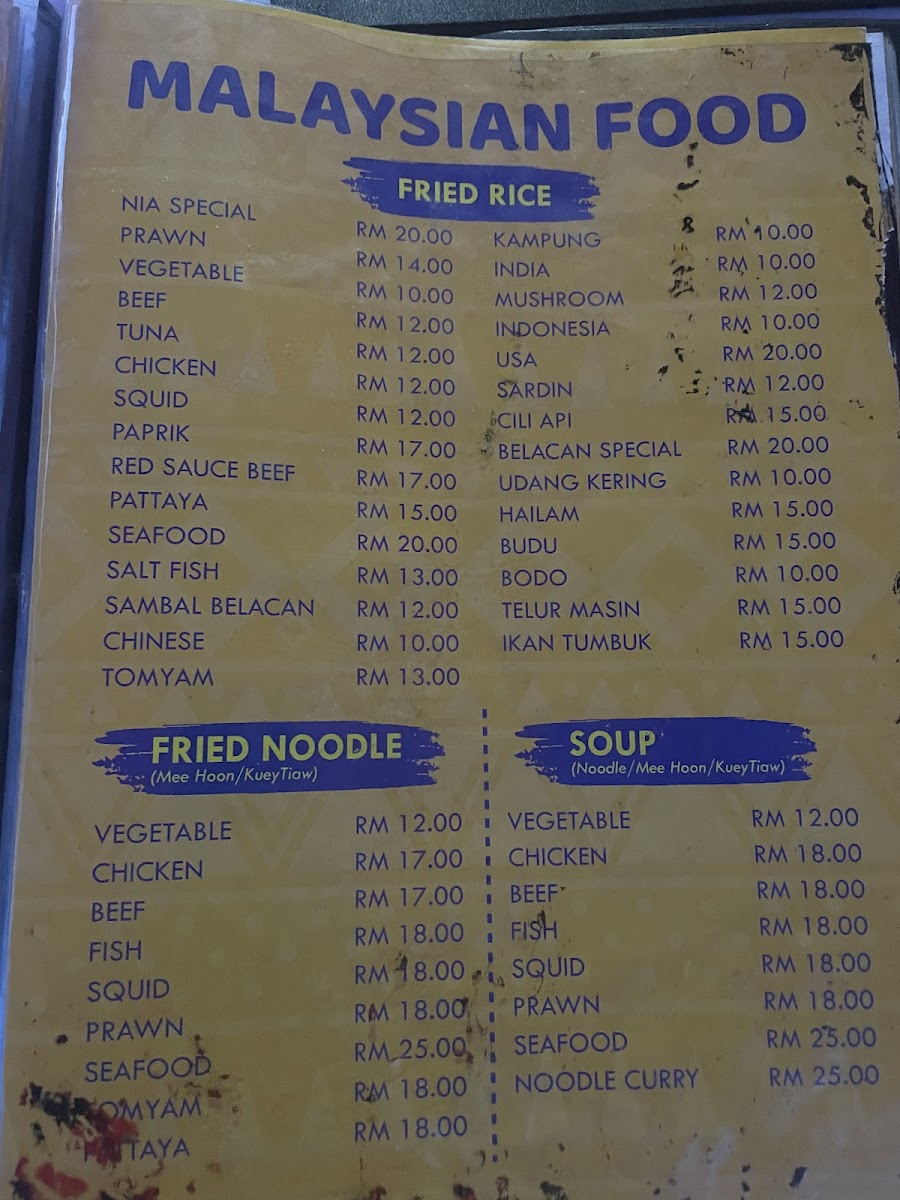 MALAYSIAN FOOD
FRIED RICE
NIA SPECIAL RM 20.00
PRAWN RM 14.00
VEGETABLE RM 10.00
BEEF RM 12.00
TUNA RM 12.00
CHICKEN RM 12.00
SQUID RM 12.00
PAPRIK RM 17.00
RED SAUCE BEEF RM 17.00
PATTAYA RM 15.00
SEAFOOD RM 20.00
SALT FISH RM 13.00
SAMBAL BELACAN RM 12.00
CHINESE RM 10.00
TOMYAM RM 13.00
KAMPUNG RM 10.00
INDIA RM 10.00
MUSHROOM RM 12.00
INDONESIA RM 10.00
USA RM 20.00
SARDIN RM 12.00
CILI API RM 15.00
BELACAN SPECIAL RM 20.00
UDANG KERING RM 10.00
HAILAM RM 15.00
BUDU RM 15.00
BODO RM 10.00
TELUR MASIN RM 15.00
IKAN TUMBUK RM 15.00
FRIED NOODLE
(Mee Hoon/KueyTiaw)
VEGETABLE RM 12.00
CHICKEN RM 17.00
BEEF RM 17.00
FISH RM 18.00
SQUID RM 18.00
PRAWN RM 18.00
SEAFOOD RM 25.00
TOMYAM RM 18.00
PATTAYA RM 18.00
SOUP
(Noodle/Mee Hoon/KueyTiaw)
VEGETABLE RM 12.00
CHICKEN RM 18.00
BEEF RM 18.00
FISH RM 18.00
SQUID RM 18.00
PRAWN RM 18.00
SEAFOOD RM 25.00
NOODLE CURRY RM 25.00